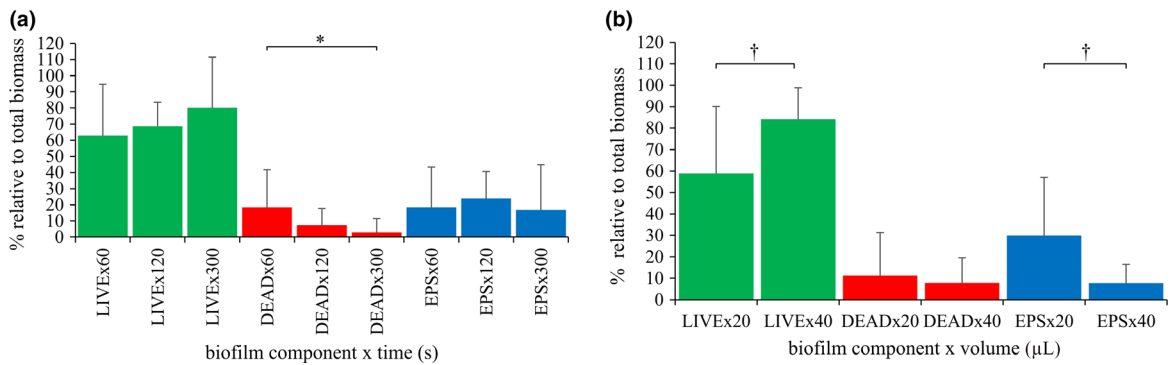 (a)
% relative to total biomass
120
110
100
90
80
70
60
50
40
30
20
10
0
*
LIVEx60
LIVEx120
LIVEx300
DEADx60
DEADx120
DEADx300
EPSx60
EPSx120
EPSx300
biofilm component x time (s)
(b)
% relative to total biomass
120
110
100
90
80
70
60
50
40
30
20
10
0
†
†
LIVEx20 LIVEx40 DEADx20 DEADx40 EPSx20 EPSx40
biofilm component x volume (µL)